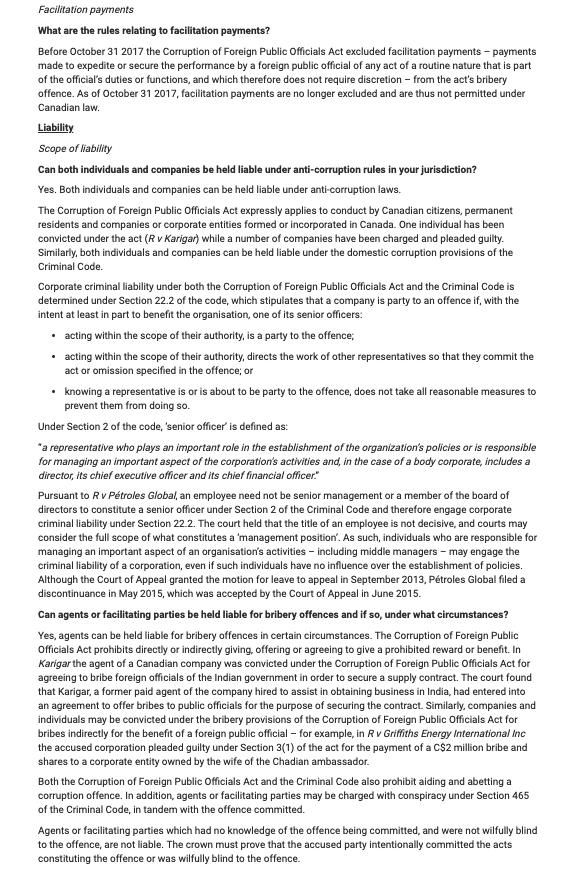 Facilitation payments
What are the rules relating to facilitation payments?
Before October 31 2017 the Corruption of Foreign Public Officials Act excluded facilitation payments – payments
made to expedite or secure the performance by a foreign public official of any act of a routine nature that is part
of the official's duties or functions, and which therefore does not require discretion – from the act's bribery
offence. As of October 31 2017, facilitation payments are no longer excluded and are thus not permitted under
Canadian law.
Liability
Scope of liability
Can both individuals and companies be held liable under anti-corruption rules in your jurisdiction?
Yes. Both individuals and companies can be held liable under anti-corruption laws.
The Corruption of Foreign Public Officials Act expressly applies to conduct by Canadian citizens, permanent
residents and companies or corporate entities formed or incorporated in Canada. One individual has been
convicted under the act (R v Karigar) while a number of companies have been charged and pleaded guilty.
Similarly, both individuals and companies can be held liable under the domestic corruption provisions of the
Criminal Code.
Corporate criminal liability under both the Corruption of Foreign Public Officials Act and the Criminal Code is
determined under Section 22.2 of the code, which stipulates that a company is party to an offence if, with the
intent at least in part to benefit the organisation, one of its senior officers:
• acting within the scope of their authority, is a party to the offence;
• acting within the scope of their authority, directs the work of other representatives so that they commit the
act or omission specified in the offence; or
• knowing a representative is or is about to be party to the offence, does not take all reasonable measures to
prevent them from doing so.
Under Section 2 of the code, 'senior officer' is defined as:
"a representative who plays an important role in the establishment of the organization's policies or is responsible
for managing an important aspect of the corporation's activities and, in the case of a body corporate, includes a
director, its chief executive officer and its chief financial officer."
Pursuant to R v Pétroles Global, an employee need not be senior management or a member of the board of
directors to constitute a senior officer under Section 2 of the Criminal Code and therefore engage corporate
criminal liability under Section 22.2. The court held that the title of an employee is not decisive, and courts may
consider the full scope of what constitutes a 'management position'. As such, individuals who are responsible for
managing an important aspect of an organisation's activities – including middle managers – may engage the
criminal liability of a corporation, even if such individuals have no influence over the establishment of policies.
Although the Court of Appeal granted the motion for leave to appeal in September 2013, Pétroles Global filed a
discontinuance in May 2015, which was accepted by the Court of Appeal in June 2015.
Can agents or facilitating parties be held liable for bribery offences and if so, under what circumstances?
Yes, agents can be held liable for bribery offences in certain circumstances. The Corruption of Foreign Public
Officials Act prohibits directly or indirectly giving, offering or agreeing to give a prohibited reward or benefit. In
Karigar the agent of a Canadian company was convicted under the Corruption of Foreign Public Officials Act for
agreeing to bribe foreign officials of the Indian government in order to secure a supply contract. The court found
that Karigar, a former paid agent of the company hired to assist in obtaining business in India, had entered into
an agreement to offer bribes to public officials for the purpose of securing the contract. Similarly, companies and
individuals may be convicted under the bribery provisions of the Corruption of Foreign Public Officials Act for
bribes indirectly for the benefit of a foreign public official – for example, in R v Griffiths Energy International Inc
the accused corporation pleaded guilty under Section 3(1) of the act for the payment of a C$2 million bribe and
shares to a corporate entity owned by the wife of the Chadian ambassador.
Both the Corruption of Foreign Public Officials Act and the Criminal Code also prohibit aiding and abetting a
corruption offence. In addition, agents or facilitating parties may be charged with conspiracy under Section 465
of the Criminal Code, in tandem with the offence committed.
Agents or facilitating parties which had no knowledge of the offence being committed, and were not wilfully blind
to the offence, are not liable. The crown must prove that the accused party intentionally committed the acts
constituting the offence or was wilfully blind to the offence.